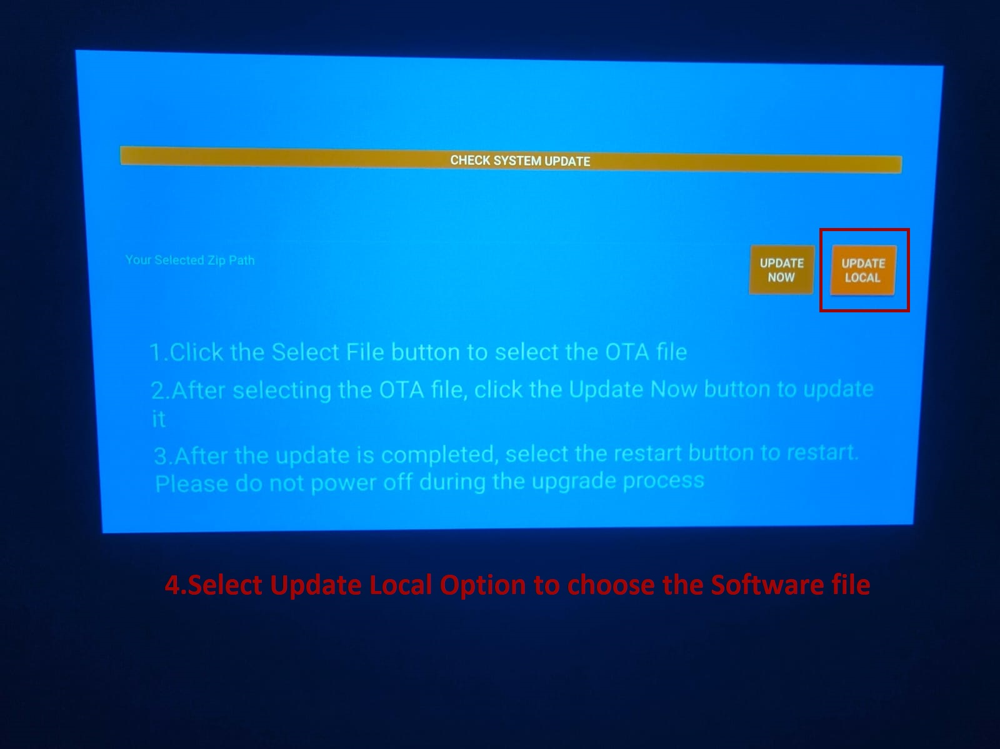 CHECK SYSTEM UPDATE
Your Selected Zip Path
UPDATE
NOW
UPDATE
LOCAL
1.Click the Select File button to select the OTA file
2.After selecting the OTA file, click the Update Now button to update
it
3.After the update is completed, select the restart button to restart.
Please do not power off during the upgrade process
4.Select Update Local Option to choose the Software file